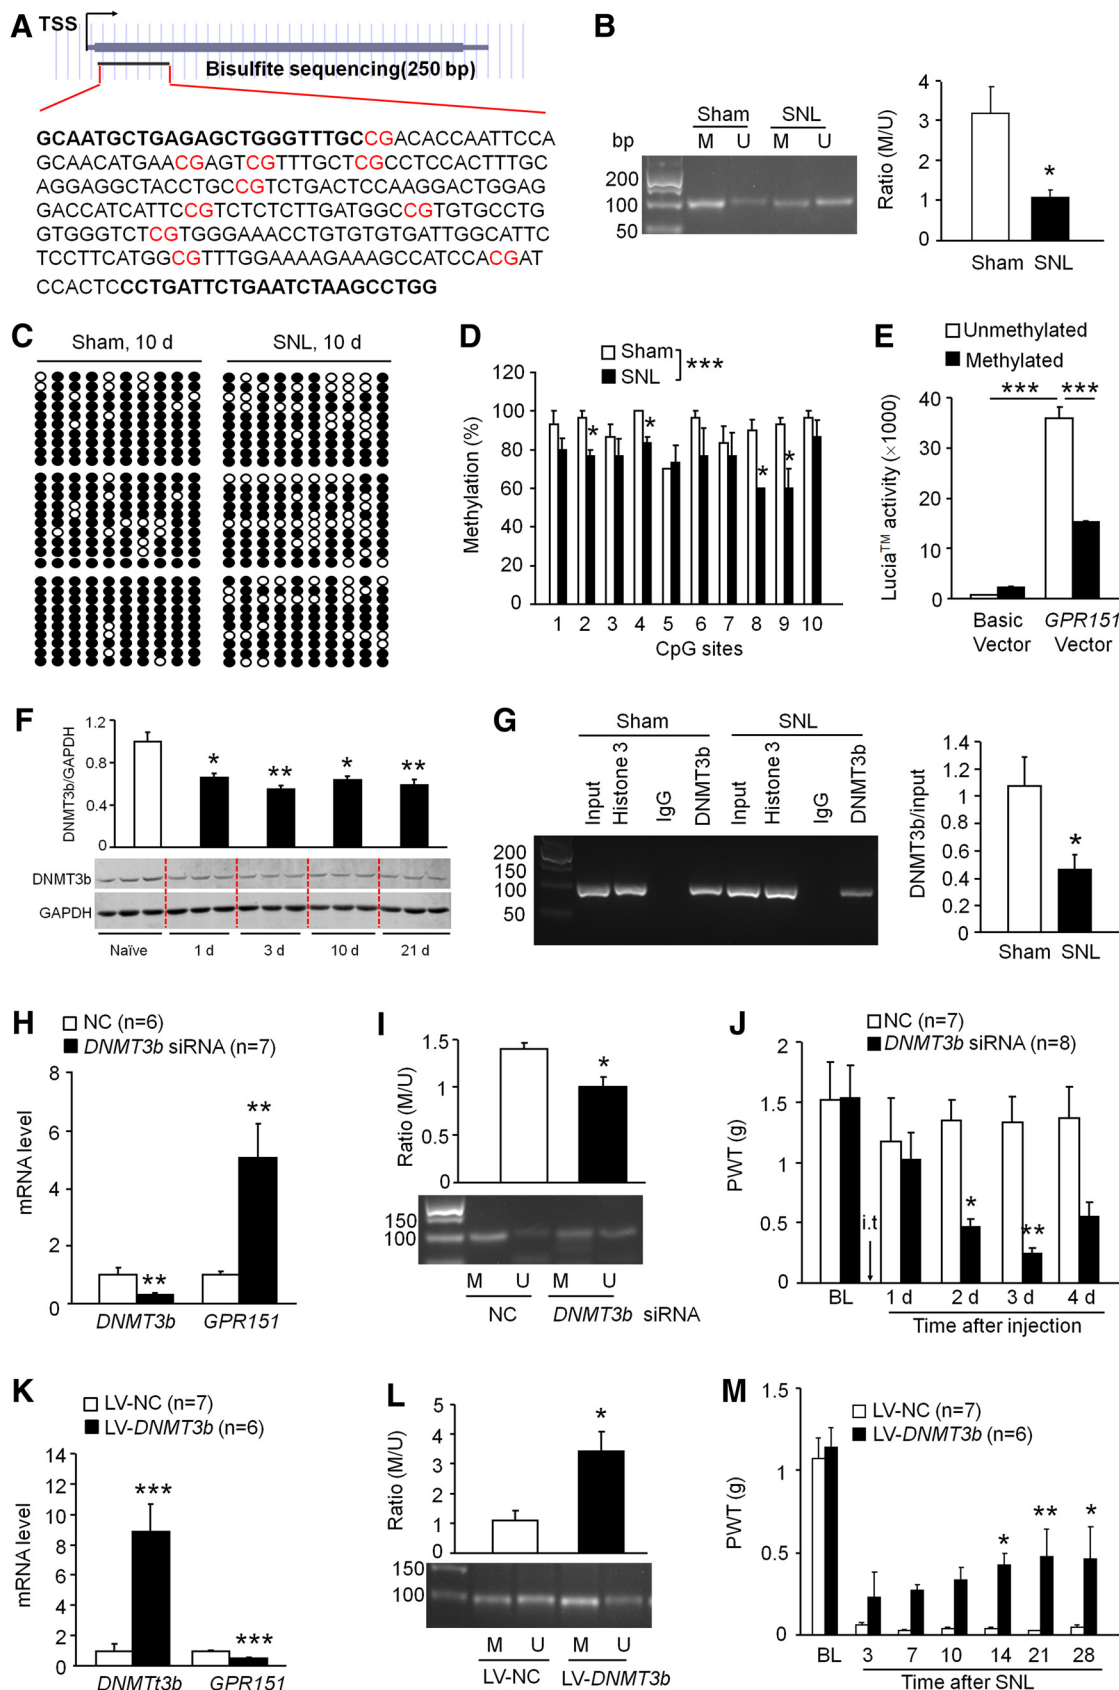 A
TSS
Bisulfite sequencing(250 bp)
GCAATGCTGAGAGCTGGGTTTGCCGACACCAATTCCA
GCAACATGAACGAGTCGTTTGCTCGCCTCCACTTTGC
AGGAGGCTACCTGCCGTCTGACTCCAAGGACTGGAG
GACCATCATTCCGTCTCTCTTGATGGCCGTGTGCCTG
GTGGGTCTCGTGGGAAACCTGTGTGTGATTGGCATTC
TCCTTCATGGCGTTTGGAAAAGAAAGCCATCCACGAT
CCACTCCCTGATTCTGAATCTAAGCCTGG
B
Sham SNL
bp M U M U
200
100
50
Ratio (M/U)
4
3
2
1
0
*
Sham SNL
C
Sham, 10 d
SNL, 10 d
D
Sham
SNL
***
Methylation (%)
120
100
80
60
40
20
0
* * * *
1 2 3 4 5 6 7 8 9 10
CpG sites
E
Unmethylated
Methylated
*** ***
Lucia™ activity (×1000)
40
30
20
10
0
Basic Vector
GPR151 Vector
F
DNMT3b/GAPDH
1.2
0.8
0.4
0
* ** * **
DNMT3b
GAPDH
Naïve 1 d 3 d 10 d 21 d
G
Sham SNL
Input Histone 3 IgG DNMT3b Input Histone 3 IgG DNMT3b
200
150
100
50
DNMT3b/input
1.4
1.2
1
0.8
0.6
0.4
0.2
0
*
Sham SNL
H
NC (n=6)
DNMT3b siRNA (n=7)
mRNA level
8
6
4
2
0
** **
DNMT3b GPR151
I
Ratio (M/U)
1.5
1
0.5
0
*
150
100
M U M U
NC DNMT3b siRNA
J
NC (n=7)
DNMT3b siRNA (n=8)
PWT (g)
2
1.5
1
0.5
0
i.t
* **
BL 1 d 2 d 3 d 4 d
Time after injection
K
LV-NC (n=7)
LV-DNMT3b (n=6)
mRNA level
14
12
10
8
6
4
2
0
*** ***
DNMTt3b GPR151
L
Ratio (M/U)
5
4
3
2
1
0
*
150
100
M U M U
LV-NC LV-DNMT3b
M
LV-NC (n=7)
LV-DNMT3b (n=6)
PWT (g)
1.5
1
0.5
0
* ** *
BL 3 7 10 14 21 28
Time after SNL